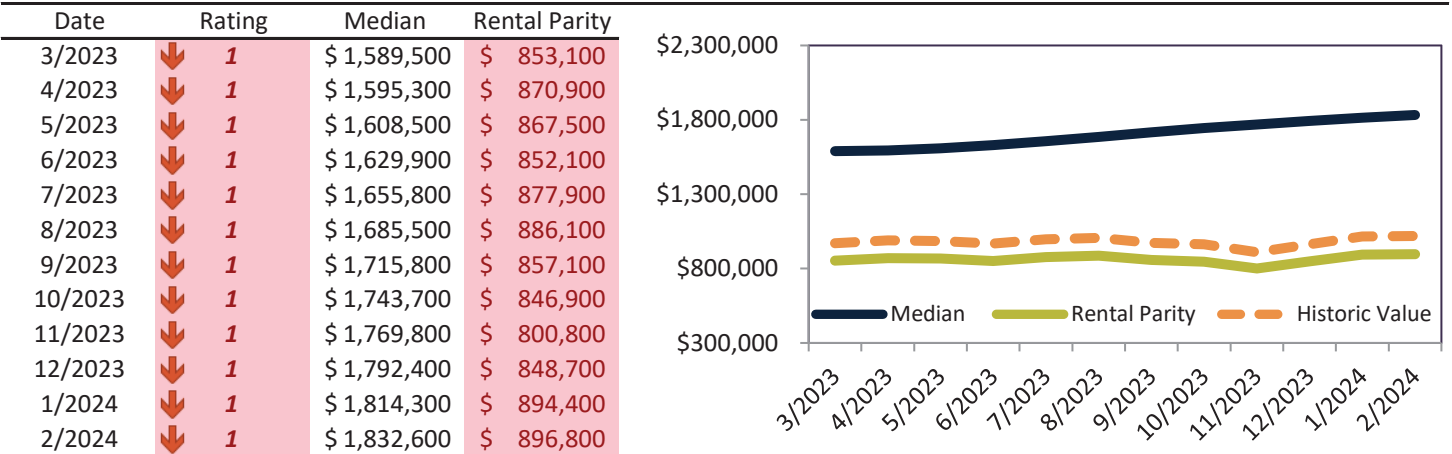 Date Rating Median Rental Parity
3/2023 1 $ 1,589,500 $ 853,100
4/2023 1 $ 1,595,300 $ 870,900
5/2023 1 $ 1,608,500 $ 867,500
6/2023 1 $ 1,629,900 $ 852,100
7/2023 1 $ 1,655,800 $ 877,900
8/2023 1 $ 1,685,500 $ 886,100
9/2023 1 $ 1,715,800 $ 857,100
10/2023 1 $ 1,743,700 $ 846,900
11/2023 1 $ 1,769,800 $ 800,800
12/2023 1 $ 1,792,400 $ 848,700
1/2024 1 $ 1,814,300 $ 894,400
2/2024 1 $ 1,832,600 $ 896,800
$2,300,000
$1,800,000
$1,300,000
$800,000
$300,000
Median Rental Parity Historic Value
3/2023 4/2023 5/2023 6/2023 7/2023 8/2023 9/2023 10/2023 11/2023 12/2023 1/2024 2/2024